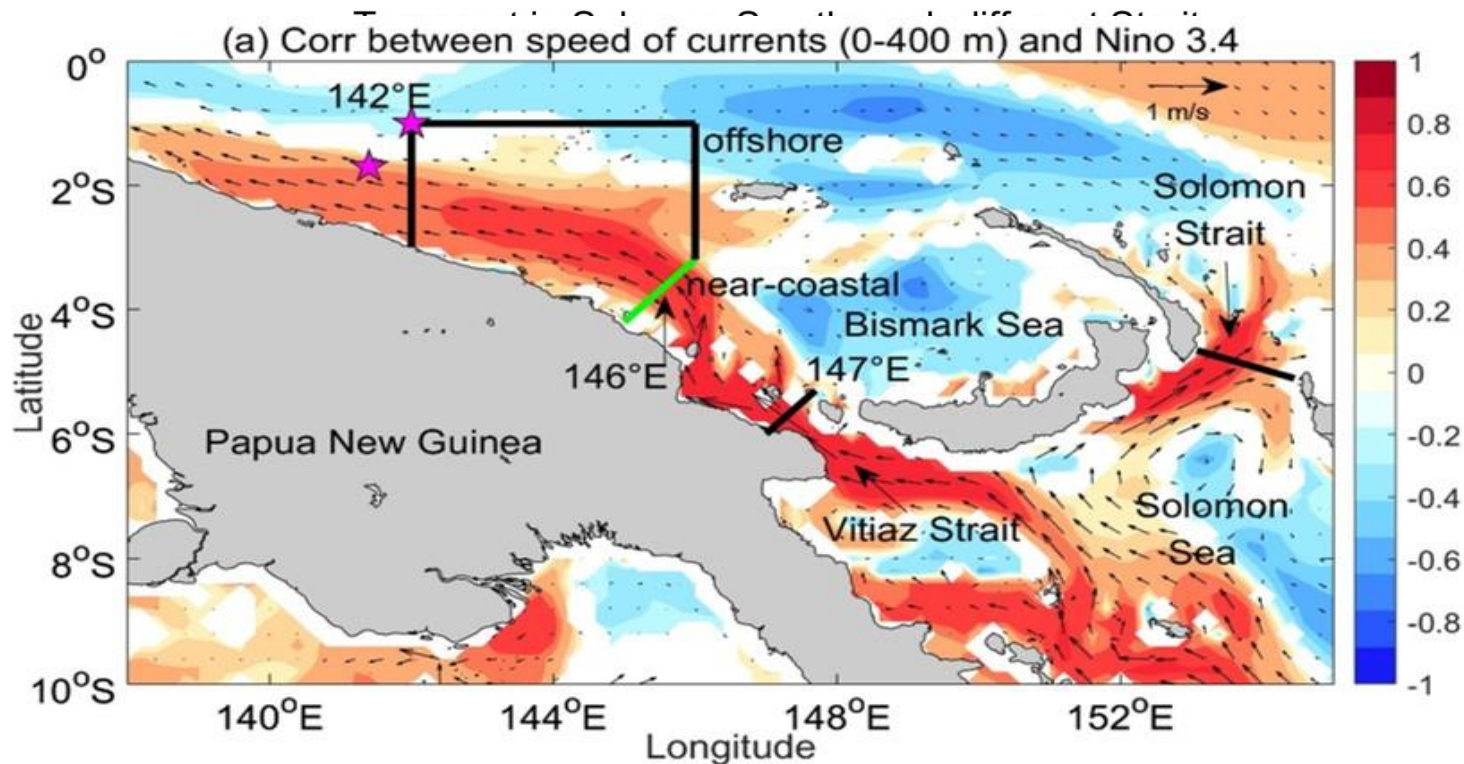 (a) Corr between speed of currents (0-400 m) and Nino 3.4
0°
2°S
4°S
6°S
8°S
10°S
Latitude
142°E
offshore
1 m/s
Solomon
Strait
near-coastal
Bismark Sea
146°E
147°E
Papua New Guinea
Vitiaz Strait
Solomon
Sea
1
0.8
0.6
0.4
0.2
0
-0.2
-0.4
-0.6
-0.8
-1
140°E
144°E
148°E
152°E
Longitude